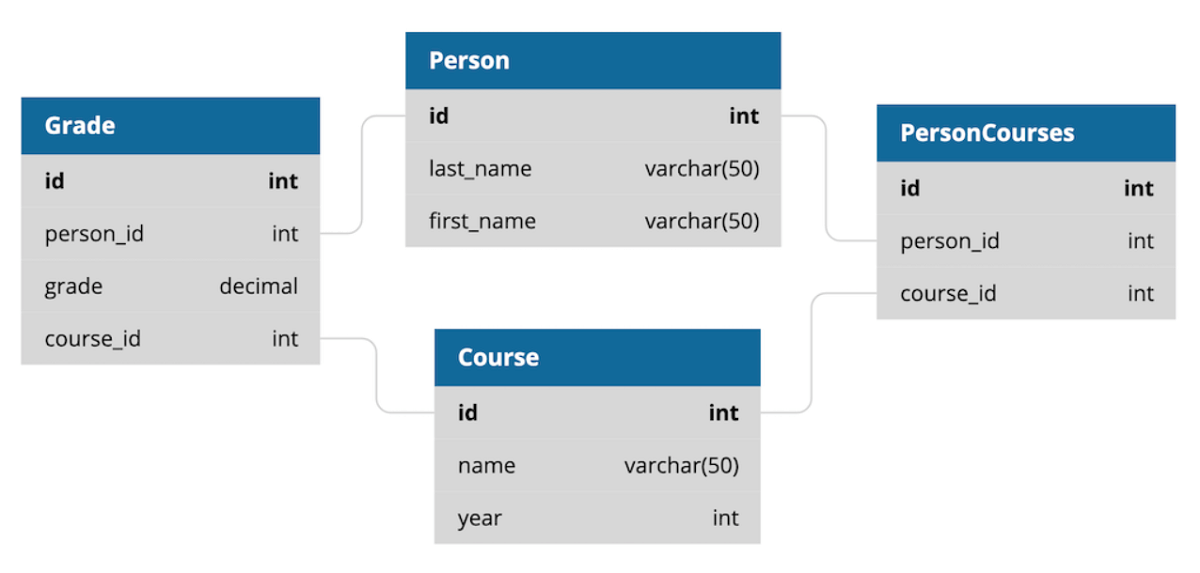 Grade
id int
person_id int
grade decimal
course_id int
Person
id int
last_name varchar(50)
first_name varchar(50)
Course
id int
name varchar(50)
year int
PersonCourses
id int
person_id int
course_id int